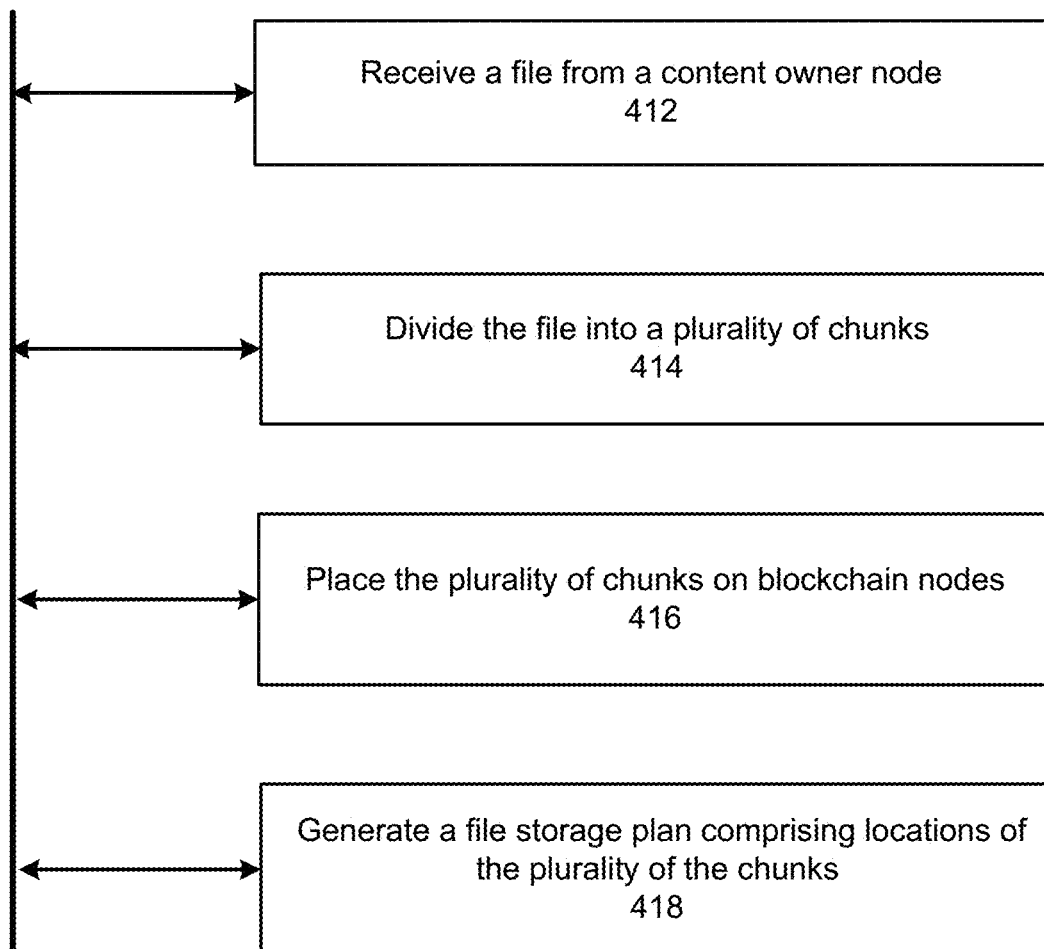 Receive a file from a content owner node
412
Divide the file into a plurality of chunks
414
Place the plurality of chunks on blockchain nodes
416
Generate a file storage plan comprising locations of
the plurality of the chunks
418